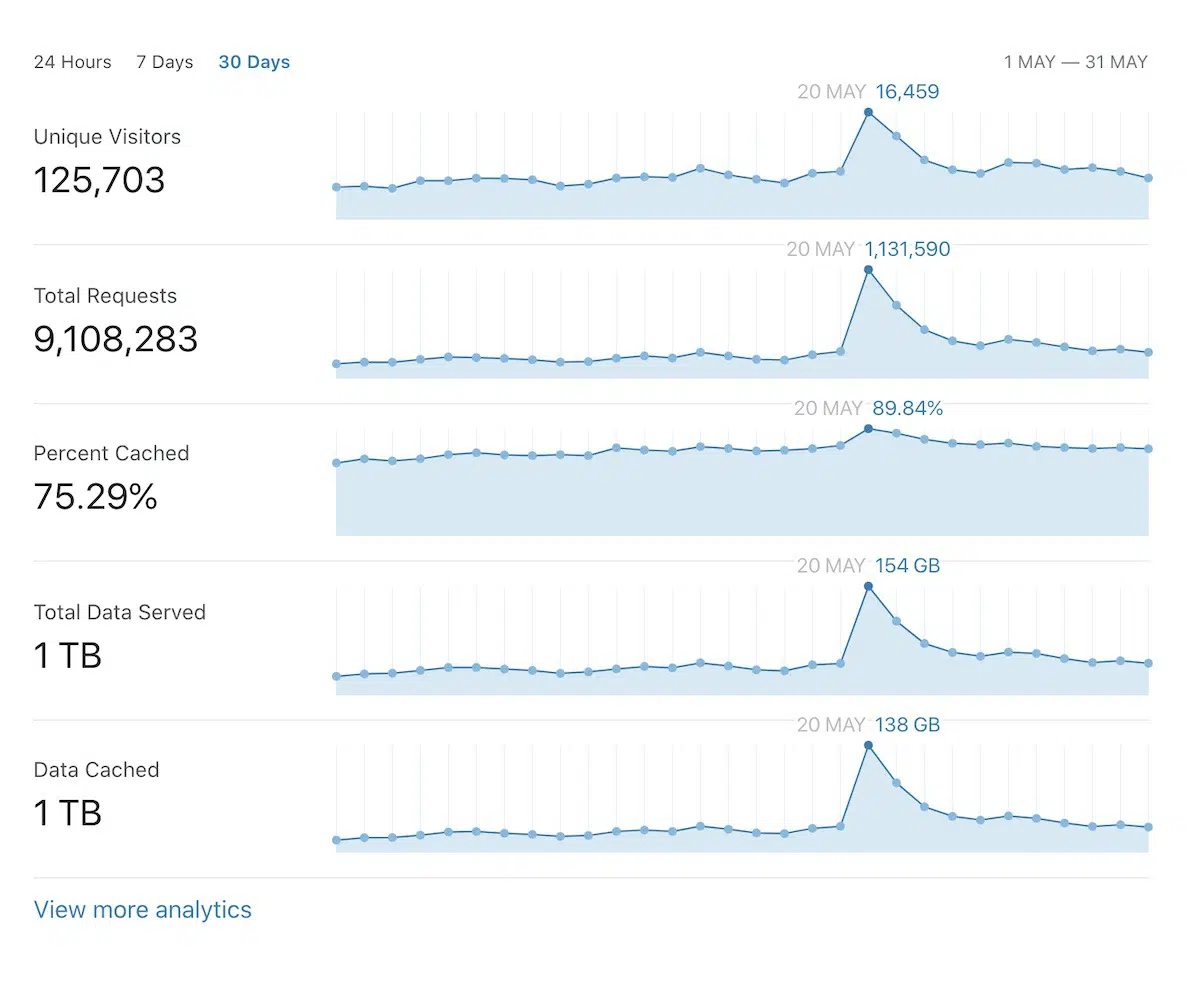 24 Hours 7 Days 30 Days 1 MAY — 31 MAY
20 MAY 16,459
Unique Visitors
125,703
20 MAY 1,131,590
Total Requests
9,108,283
20 MAY 89.84%
Percent Cached
75.29%
20 MAY 154 GB
Total Data Served
1 TB
20 MAY 138 GB
Data Cached
1 TB
View more analytics